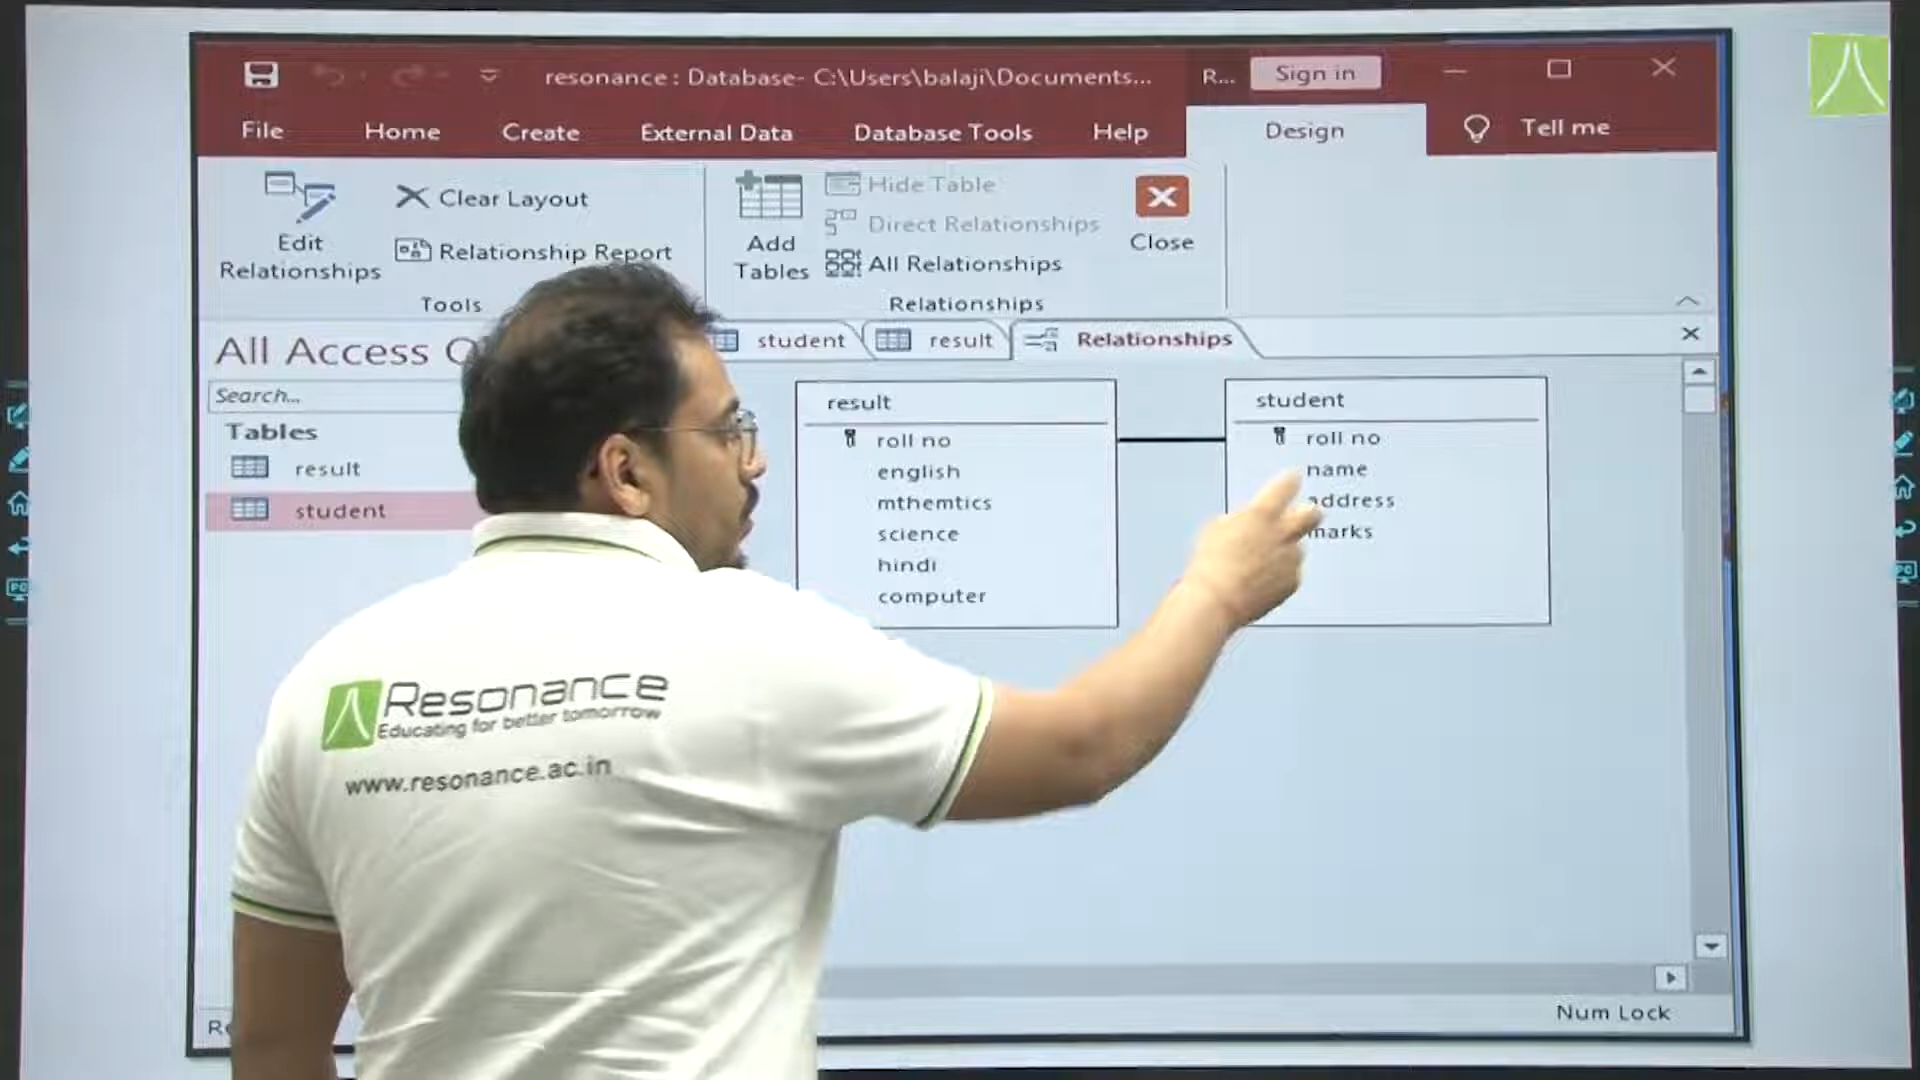 resonance : Database- C:\Users\balaji\Documents... R... Sign in
File Home Create External Data Database Tools Help Design Tell me
Edit Relationships
Clear Layout
Relationship Report
Tools
Add Tables
Hide Table
Direct Relationships
All Relationships
Close
Relationships
All Access
student result Relationships
Search...
Tables
result
student
result
roll no
english
mthemtics
science
hindi
computer
student
roll no
name
address
marks
Resonance
Educating for better tomorrow
www.resonance.ac.in
Num Lock
PC
PC